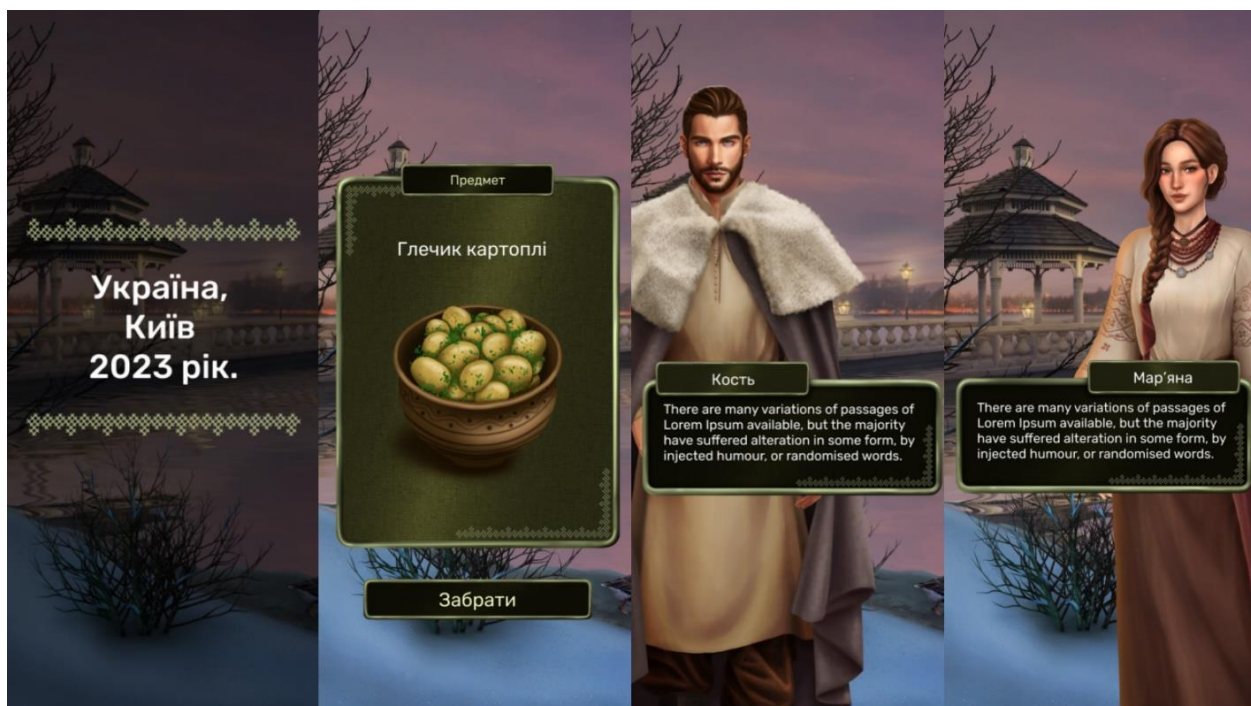 Україна,
Київ
2023 рік.
Предмет
Глечик картоплі
Забрати
Кость
There are many variations of passages of
Lorem Ipsum available, but the majority
have suffered alteration in some form, by
injected humour, or randomised words.
Мар’яна
There are many variations of passages of
Lorem Ipsum available, but the majority
have suffered alteration in some form, by
injected humour, or randomised words.